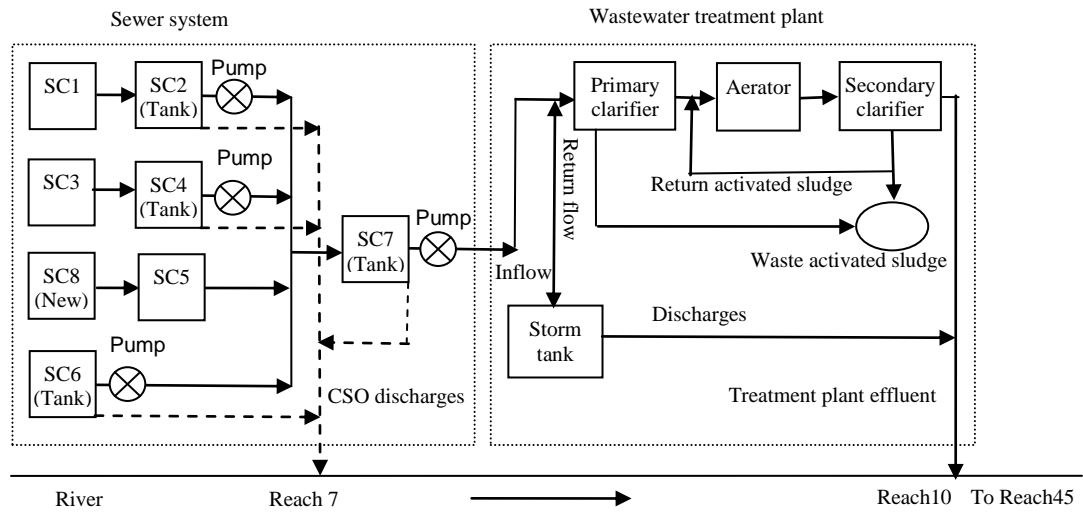 Sewer system
Wastewater treatment plant
SC1
SC2
(Tank)
Pump
Primary
clarifier
Aerator
Secondary
clarifier
SC3
SC4
(Tank)
Pump
Return flow
Return activated sludge
SC7
(Tank)
Pump
Inflow
Waste activated sludge
SC8
(New)
SC5
Storm
tank
Discharges
Pump
SC6
(Tank)
CSO discharges
Treatment plant effluent
River
Reach 7
Reach10
To Reach45